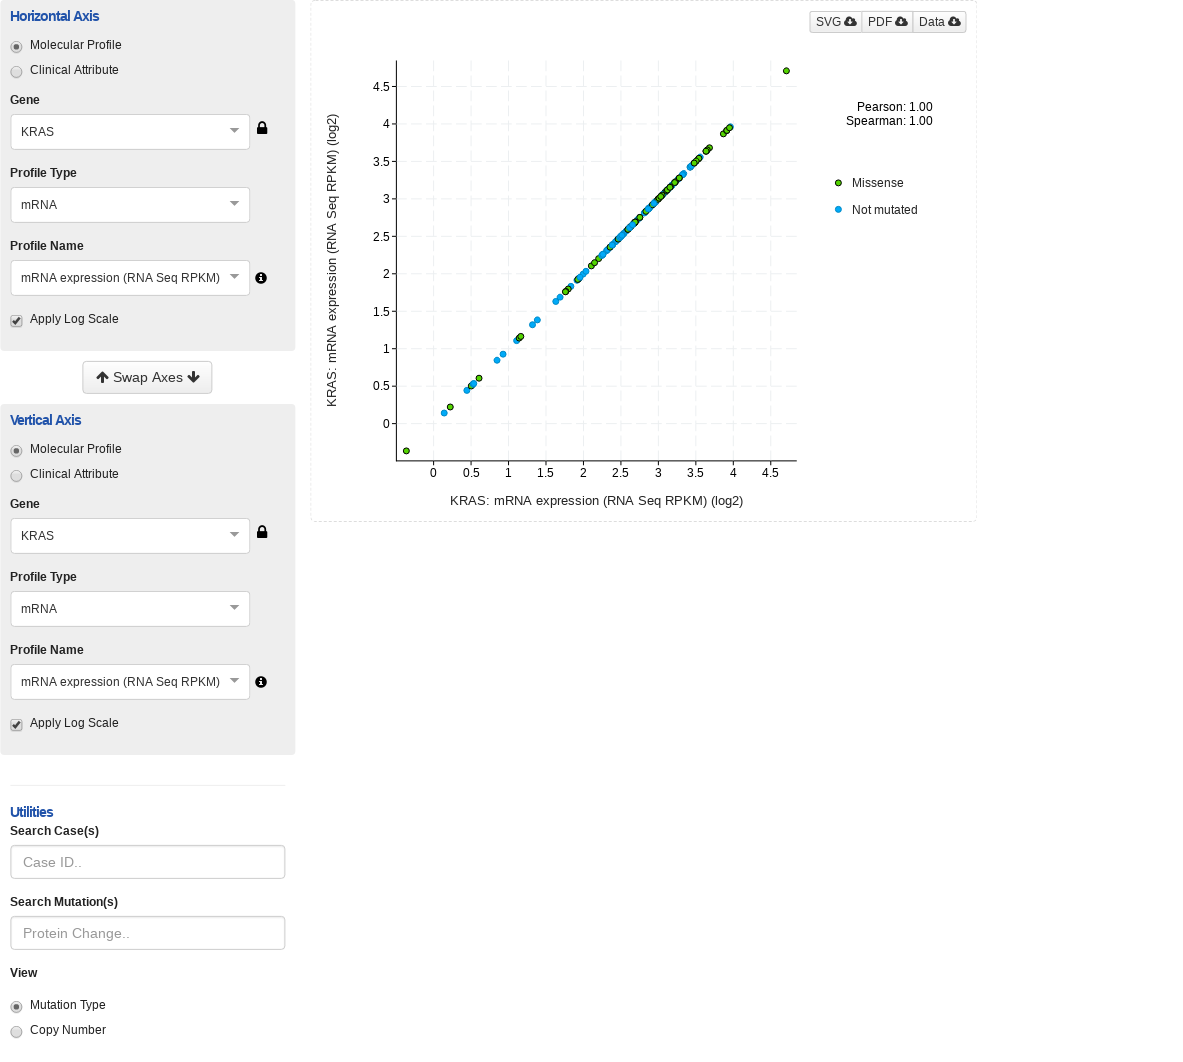 Horizontal Axis
Molecular Profile
Clinical Attribute
Gene
KRAS
Profile Type
mRNA
Profile Name
mRNA expression (RNA Seq RPKM)
Apply Log Scale
Swap Axes
Vertical Axis
Molecular Profile
Clinical Attribute
Gene
KRAS
Profile Type
mRNA
Profile Name
mRNA expression (RNA Seq RPKM)
Apply Log Scale
Utilities
Search Case(s)
Case ID..
Search Mutation(s)
Protein Change..
View
Mutation Type
Copy Number
SVG PDF Data
KRAS: mRNA expression (RNA Seq RPKM) (log2)
4.5
4
3.5
3
2.5
2
1.5
1
0.5
0
0 0.5 1 1.5 2 2.5 3 3.5 4 4.5
KRAS: mRNA expression (RNA Seq RPKM) (log2)
Pearson: 1.00
Spearman: 1.00
Missense
Not mutated